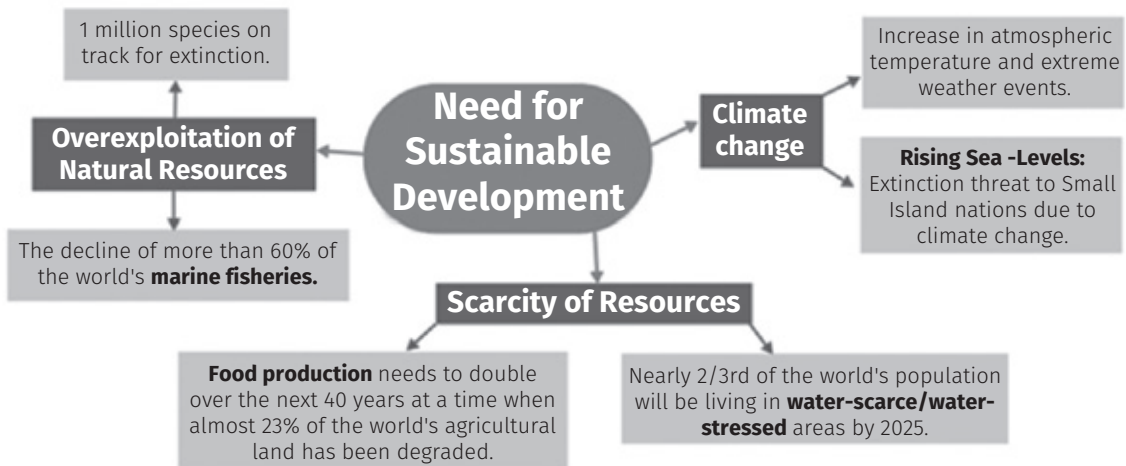 Need for
Sustainable
Development
Overexploitation of
Natural Resources
1 million species on
track for extinction.
The decline of more than 60% of
the world's marine fisheries.
Climate
change
Increase in atmospheric
temperature and extreme
weather events.
Rising Sea -Levels:
Extinction threat to Small
Island nations due to
climate change.
Scarcity of Resources
Food production needs to double
over the next 40 years at a time when
almost 23% of the world's agricultural
land has been degraded.
Nearly 2/3rd of the world's population
will be living in water-scarce/water-
stressed areas by 2025.